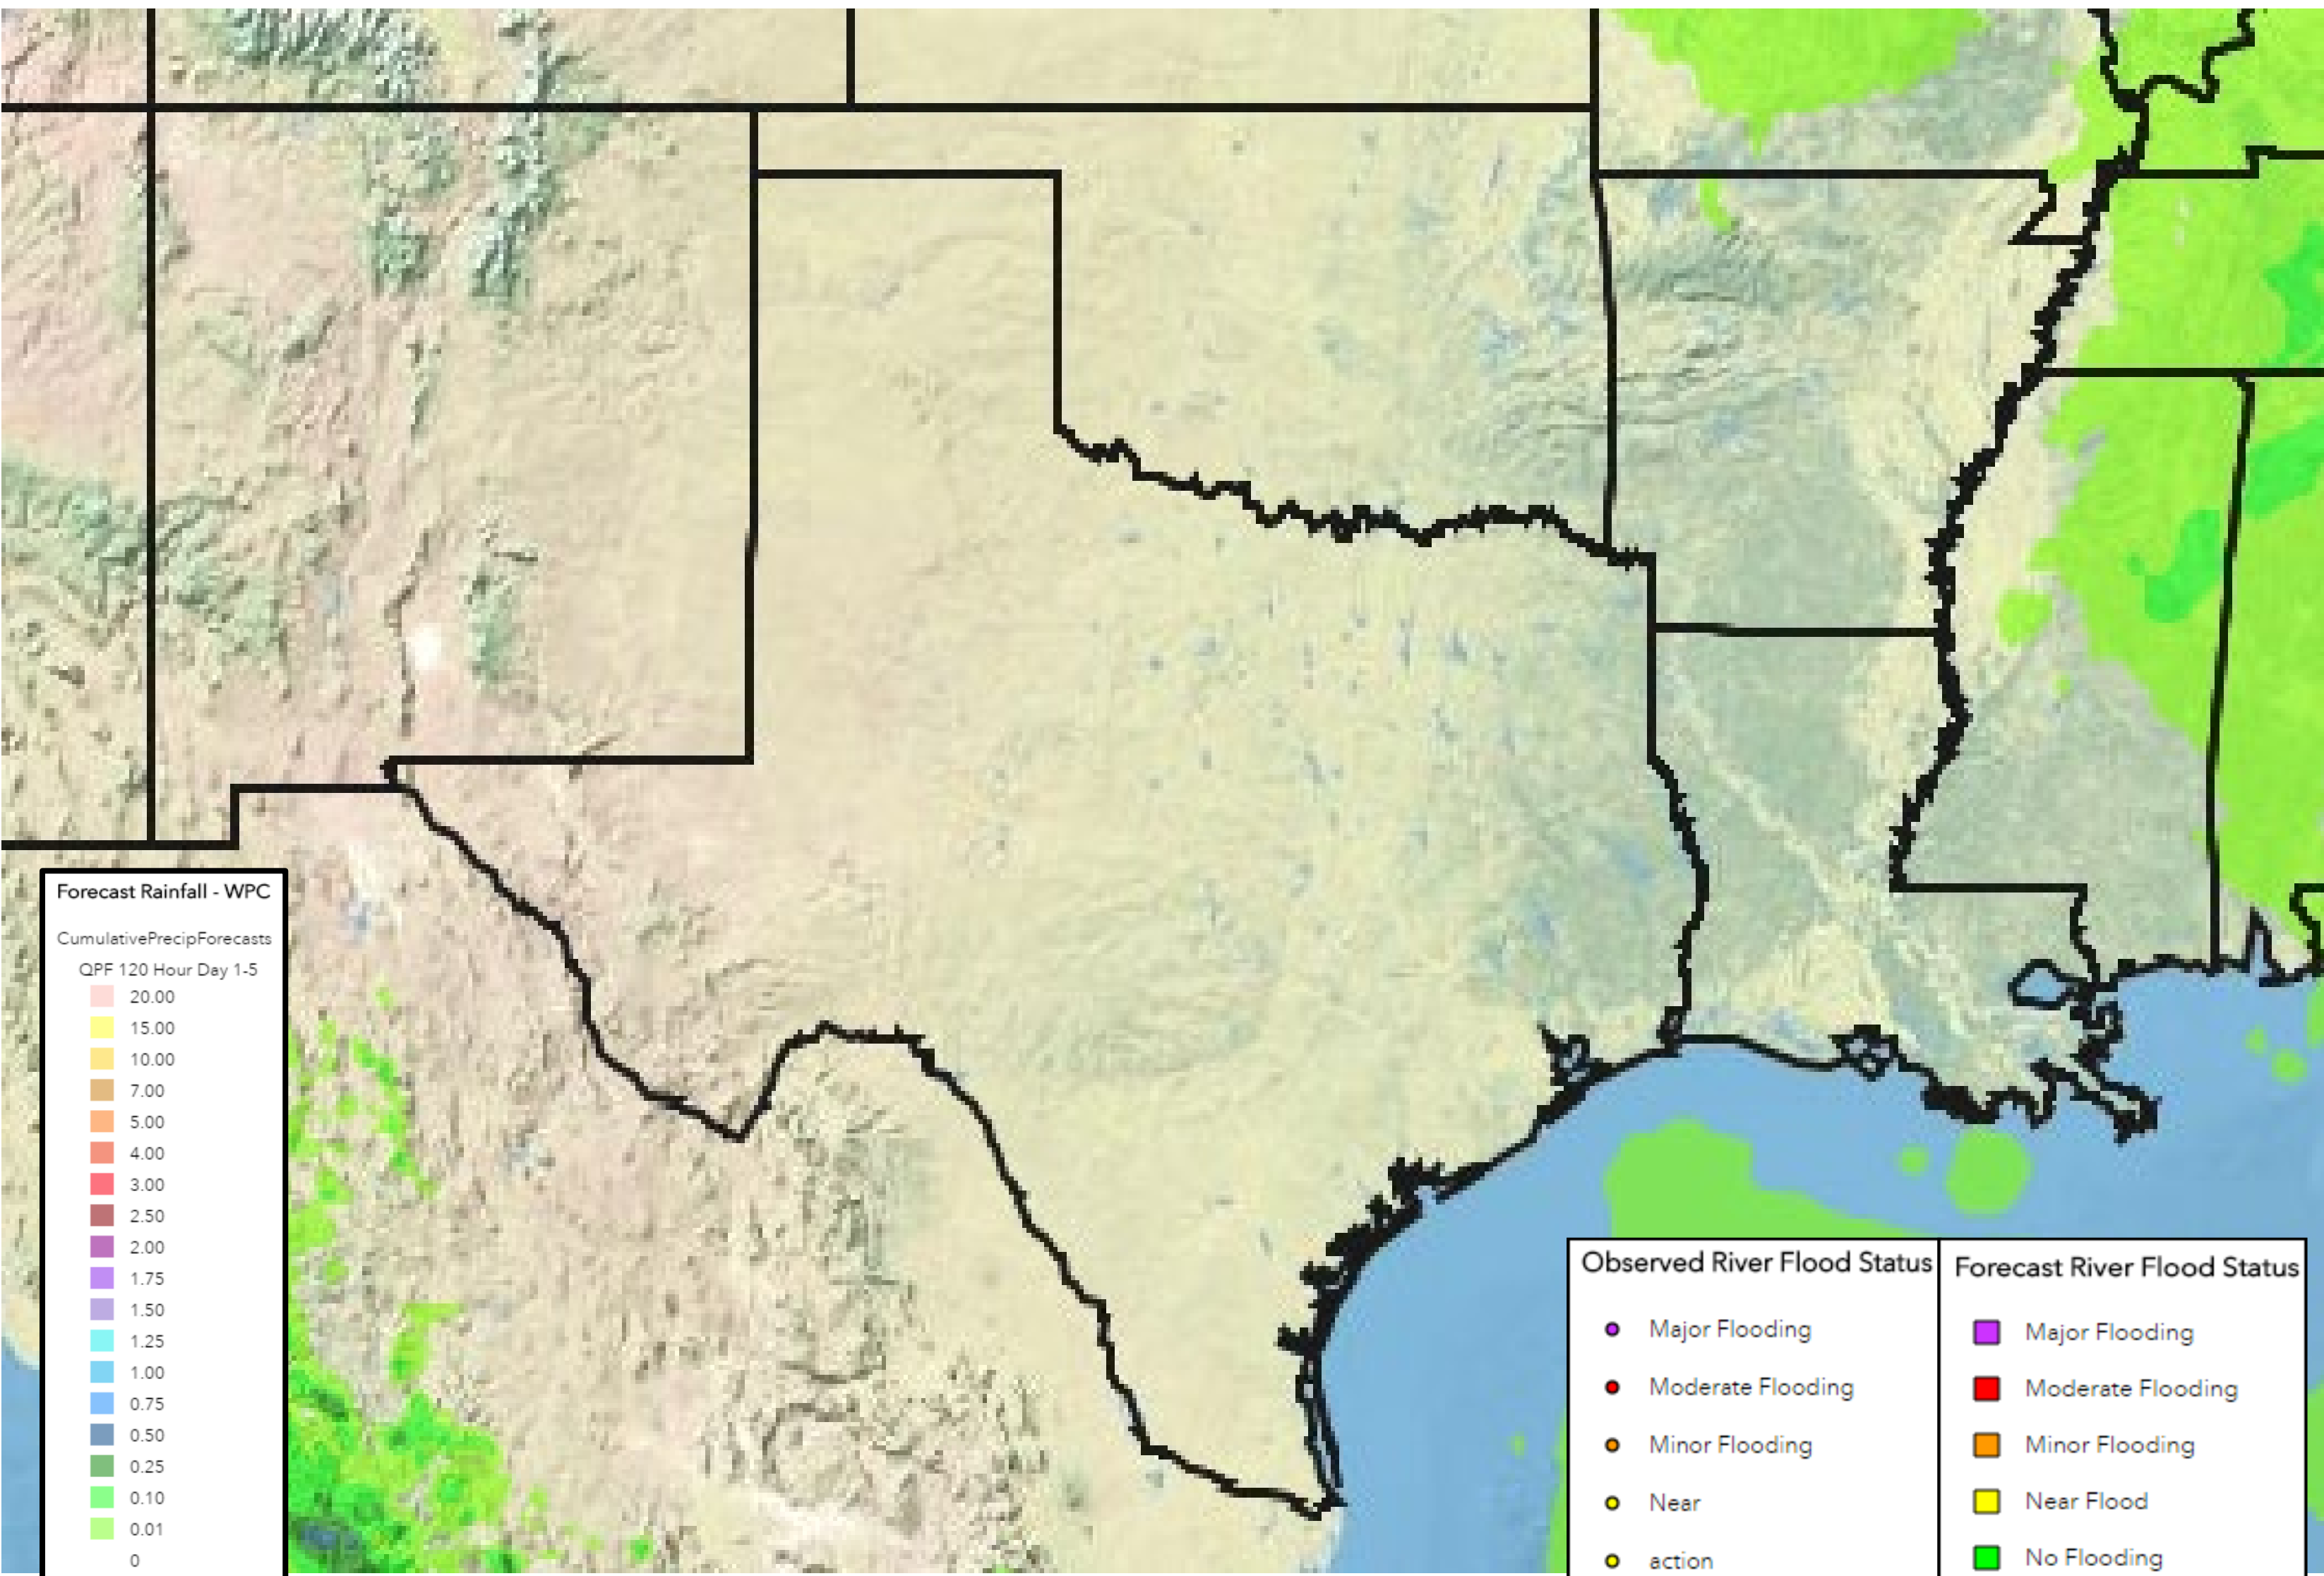 Forecast Rainfall - WPC
CumulativePrecipForecasts
QPF 120 Hour Day 1-5
20.00
15.00
10.00
7.00
5.00
4.00
3.00
2.50
2.00
1.75
1.50
1.25
1.00
0.75
0.50
0.25
0.10
0.01
0
Observed River Flood Status
Major Flooding
Moderate Flooding
Minor Flooding
Near
action
Forecast River Flood Status
Major Flooding
Moderate Flooding
Minor Flooding
Near Flood
No Flooding